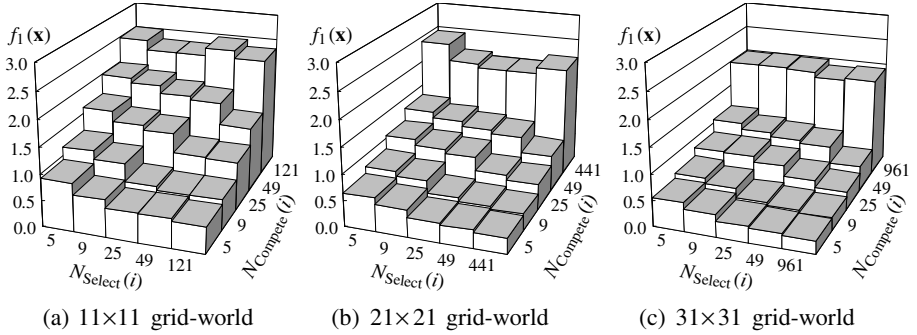 f1(x) f1(x) f1(x)
3.0 3.0 3.0
2.5 2.5 2.5
2.0 2.0 2.0
1.5 1.5 1.5
1.0 1.0 1.0
0.5 0.5 0.5
0.0 0.0 0.0
5 9 25 49 121 5 9 25 49 441 5 9 25 49 961
5 9 25 49 121 5 9 25 49 441 5 9 25 49 961
NSelect(i) NCompete(i) NSelect(i) NCompete(i) NSelect(i) NCompete(i)
(a) 11×11 grid-world (b) 21×21 grid-world (c) 31×31 grid-world